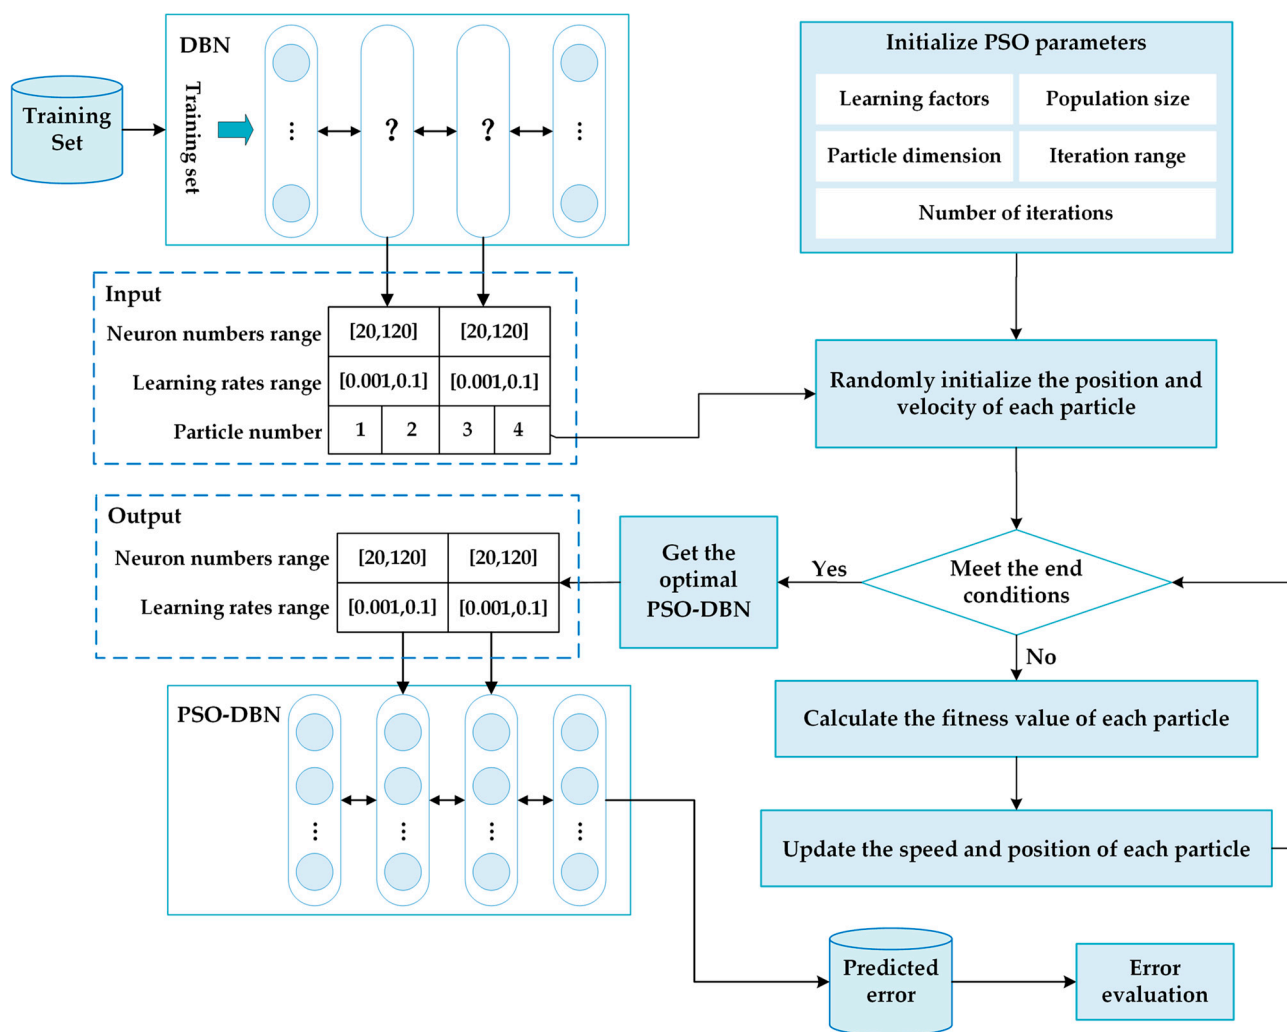 DBN
Training
Set
Training set
...
?
?
...
Initialize PSO parameters
Learning factors
Population size
Particle dimension
Iteration range
Number of iterations
Input
Neuron numbers range
[20,120]
[20,120]
Learning rates range
[0.001,0.1]
[0.001,0.1]
Particle number
1
2
3
4
Randomly initialize the position and
velocity of each particle
Output
Neuron numbers range
[20,120]
[20,120]
Learning rates range
[0.001,0.1]
[0.001,0.1]
Get the
optimal
PSO-DBN
Yes
Meet the end
conditions
No
PSO-DBN
...
...
...
...
Calculate the fitness value of each particle
Update the speed and position of each particle
Predicted
error
Error
evaluation